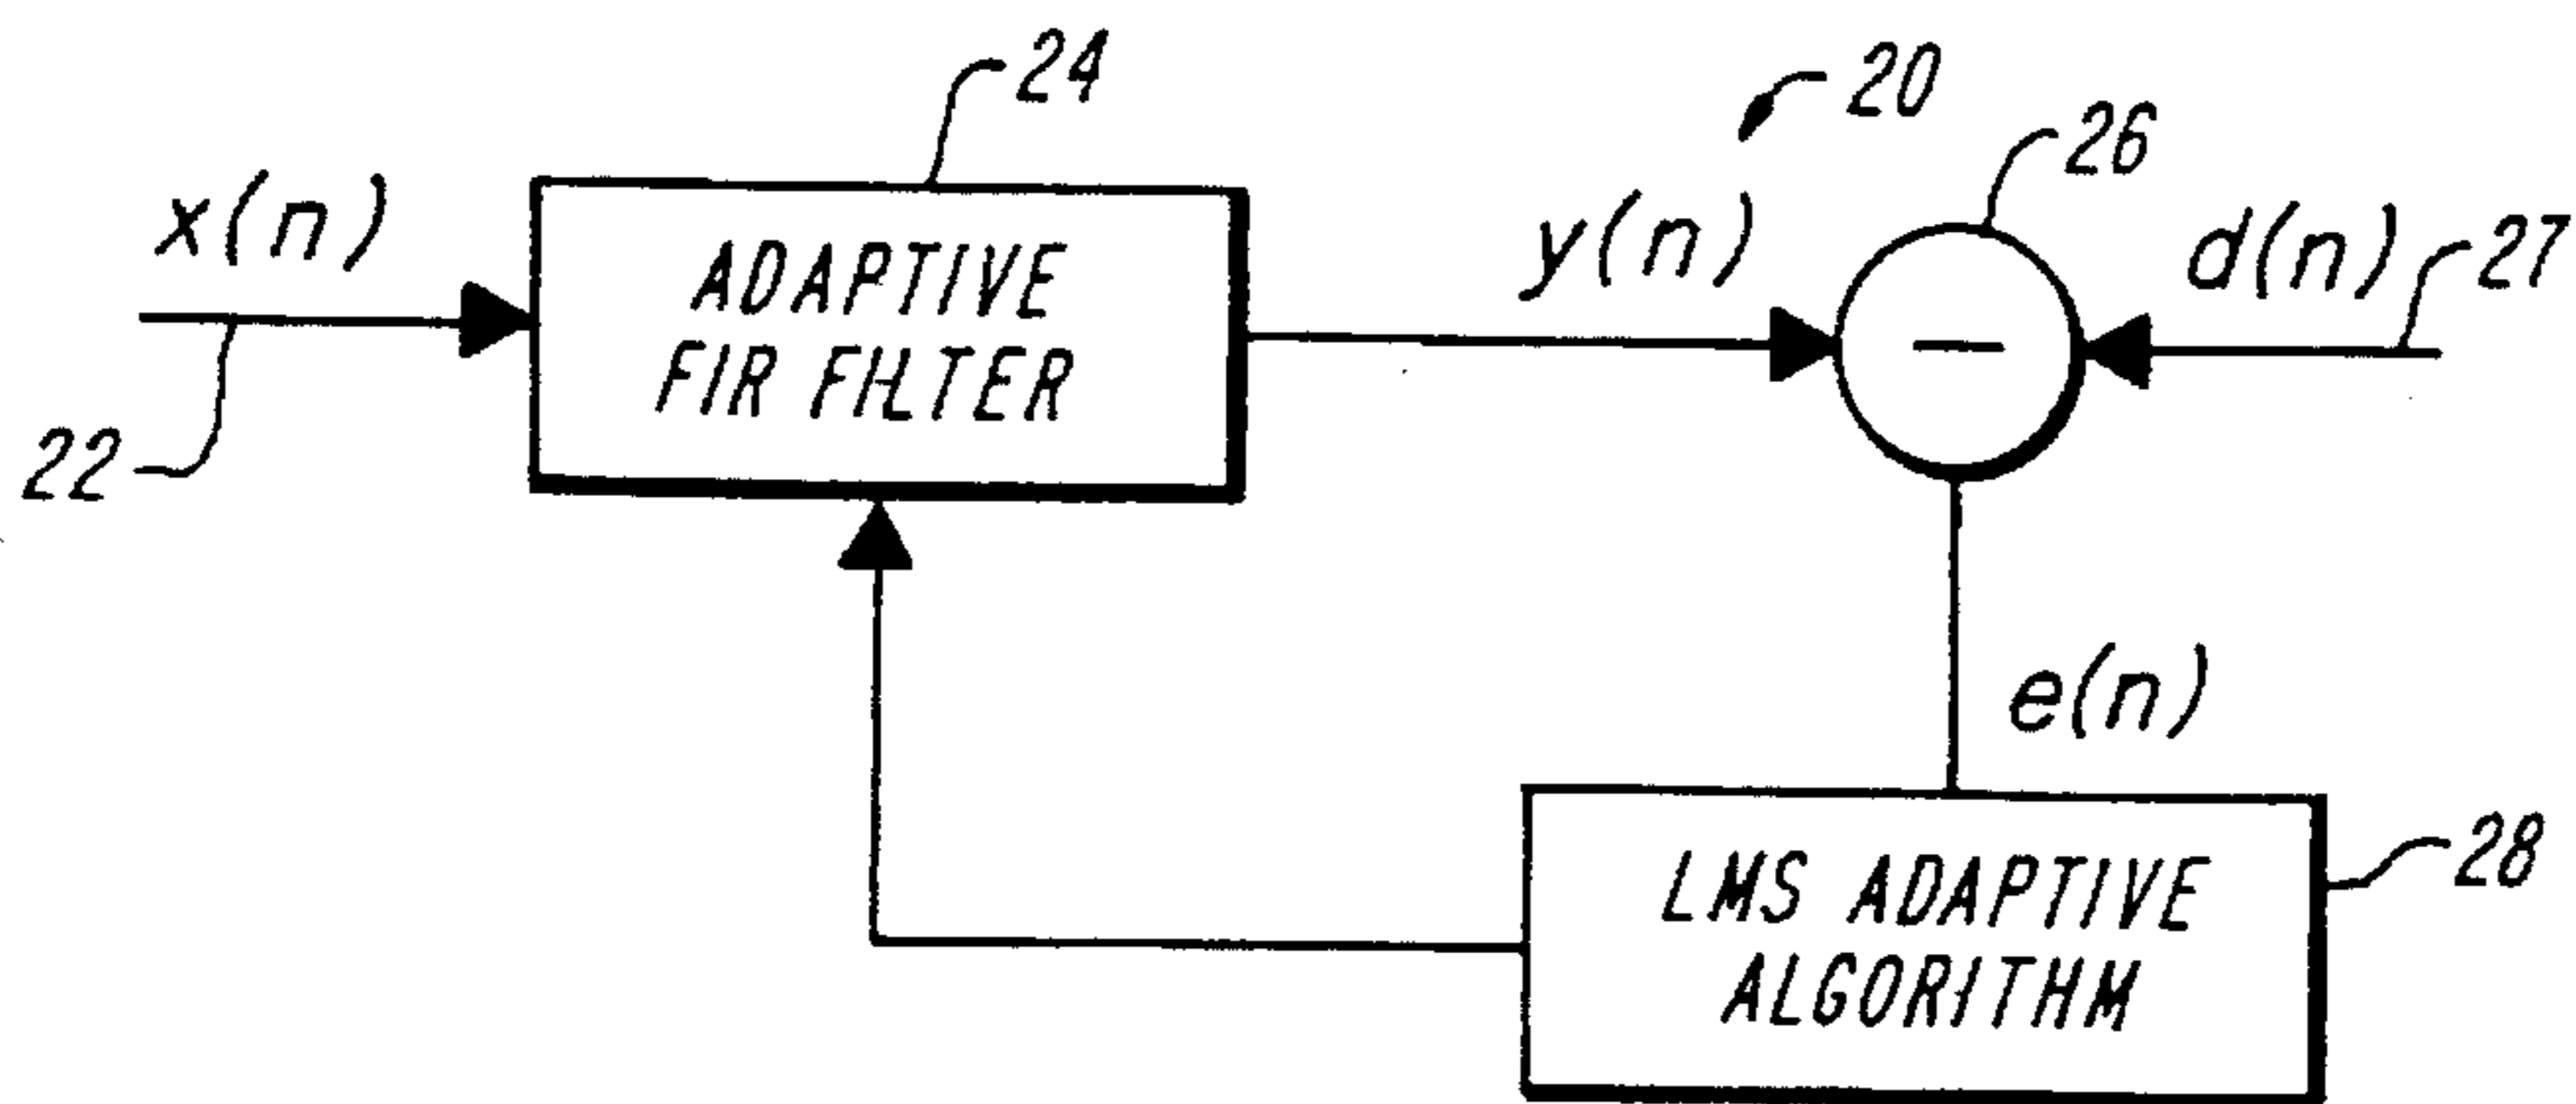 24
20
26
x(n)
ADAPTIVE
FIR FILTER
y(n)
d(n)
27
22
e(n)
LMS ADAPTIVE
ALGORITHM
28